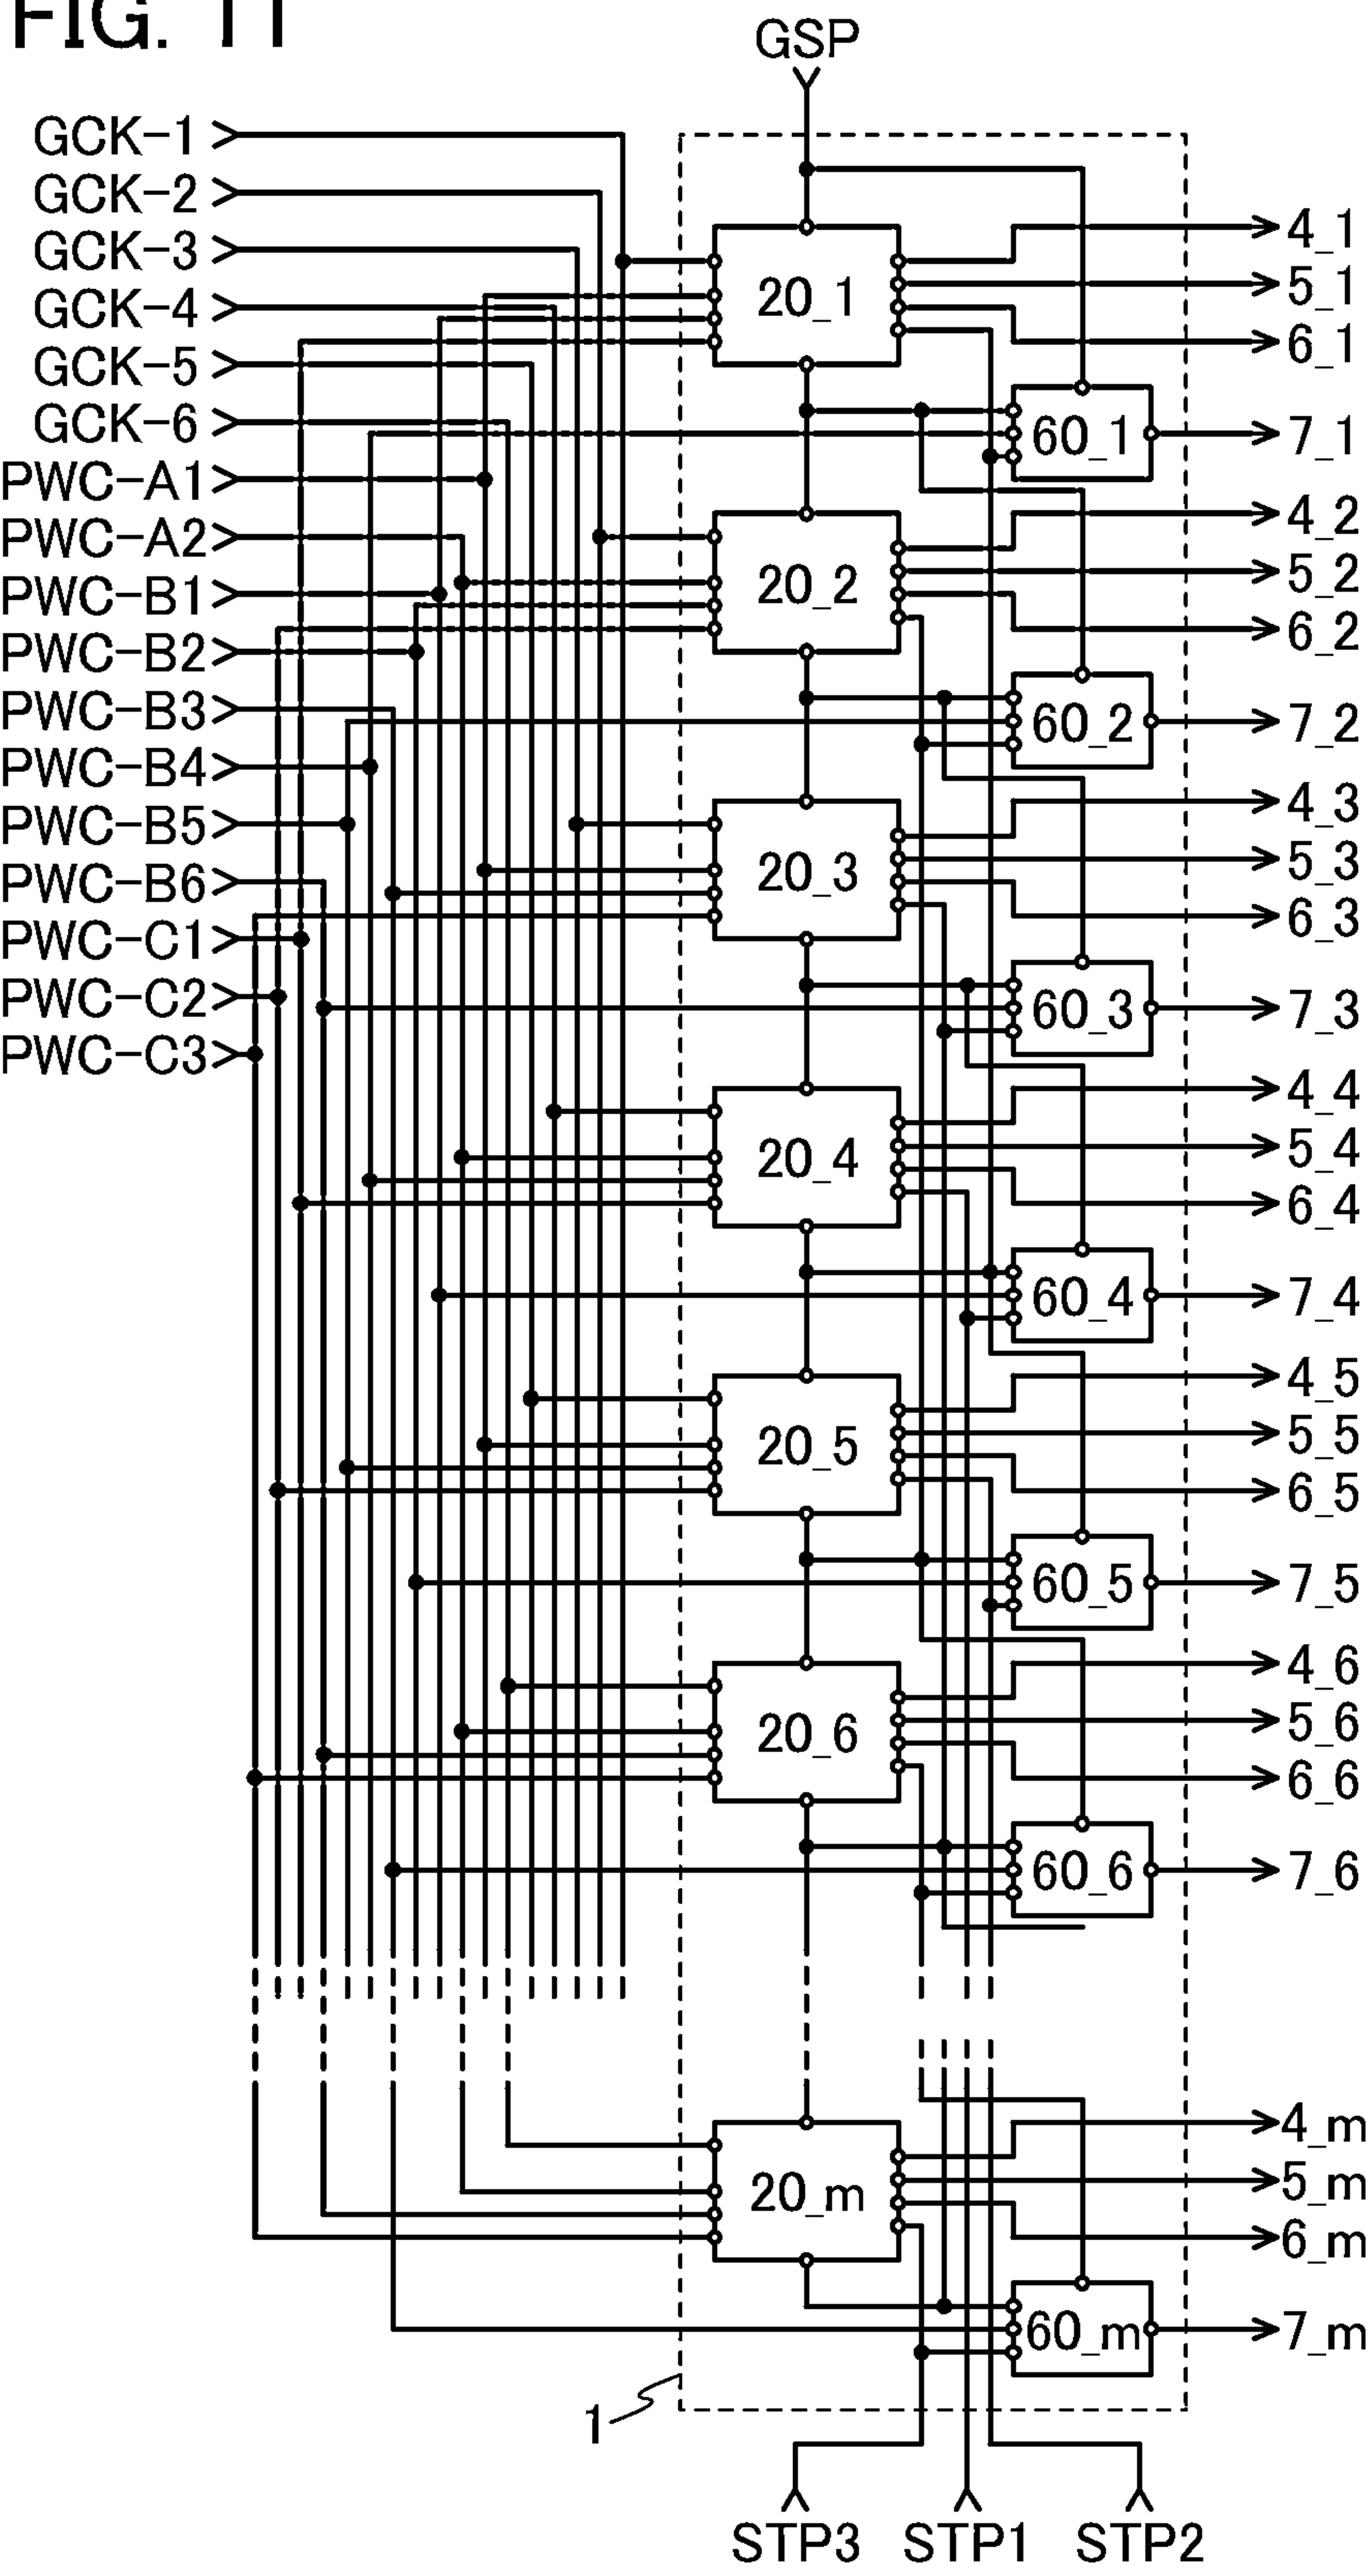 FIG. 11
GSP
GCK-1
GCK-2
GCK-3
GCK-4
GCK-5
GCK-6
PWC-A1
PWC-A2
PWC-B1
PWC-B2
PWC-B3
PWC-B4
PWC-B5
PWC-B6
PWC-C1
PWC-C2
PWC-C3
20_1
60_1
20_2
60_2
20_3
60_3
20_4
60_4
20_5
60_5
20_6
60_6
20_m
60_m
4_1
5_1
6_1
7_1
4_2
5_2
6_2
7_2
4_3
5_3
6_3
7_3
4_4
5_4
6_4
7_4
4_5
5_5
6_5
7_5
4_6
5_6
6_6
7_6
4_m
5_m
6_m
7_m
1
STP3 STP1 STP2